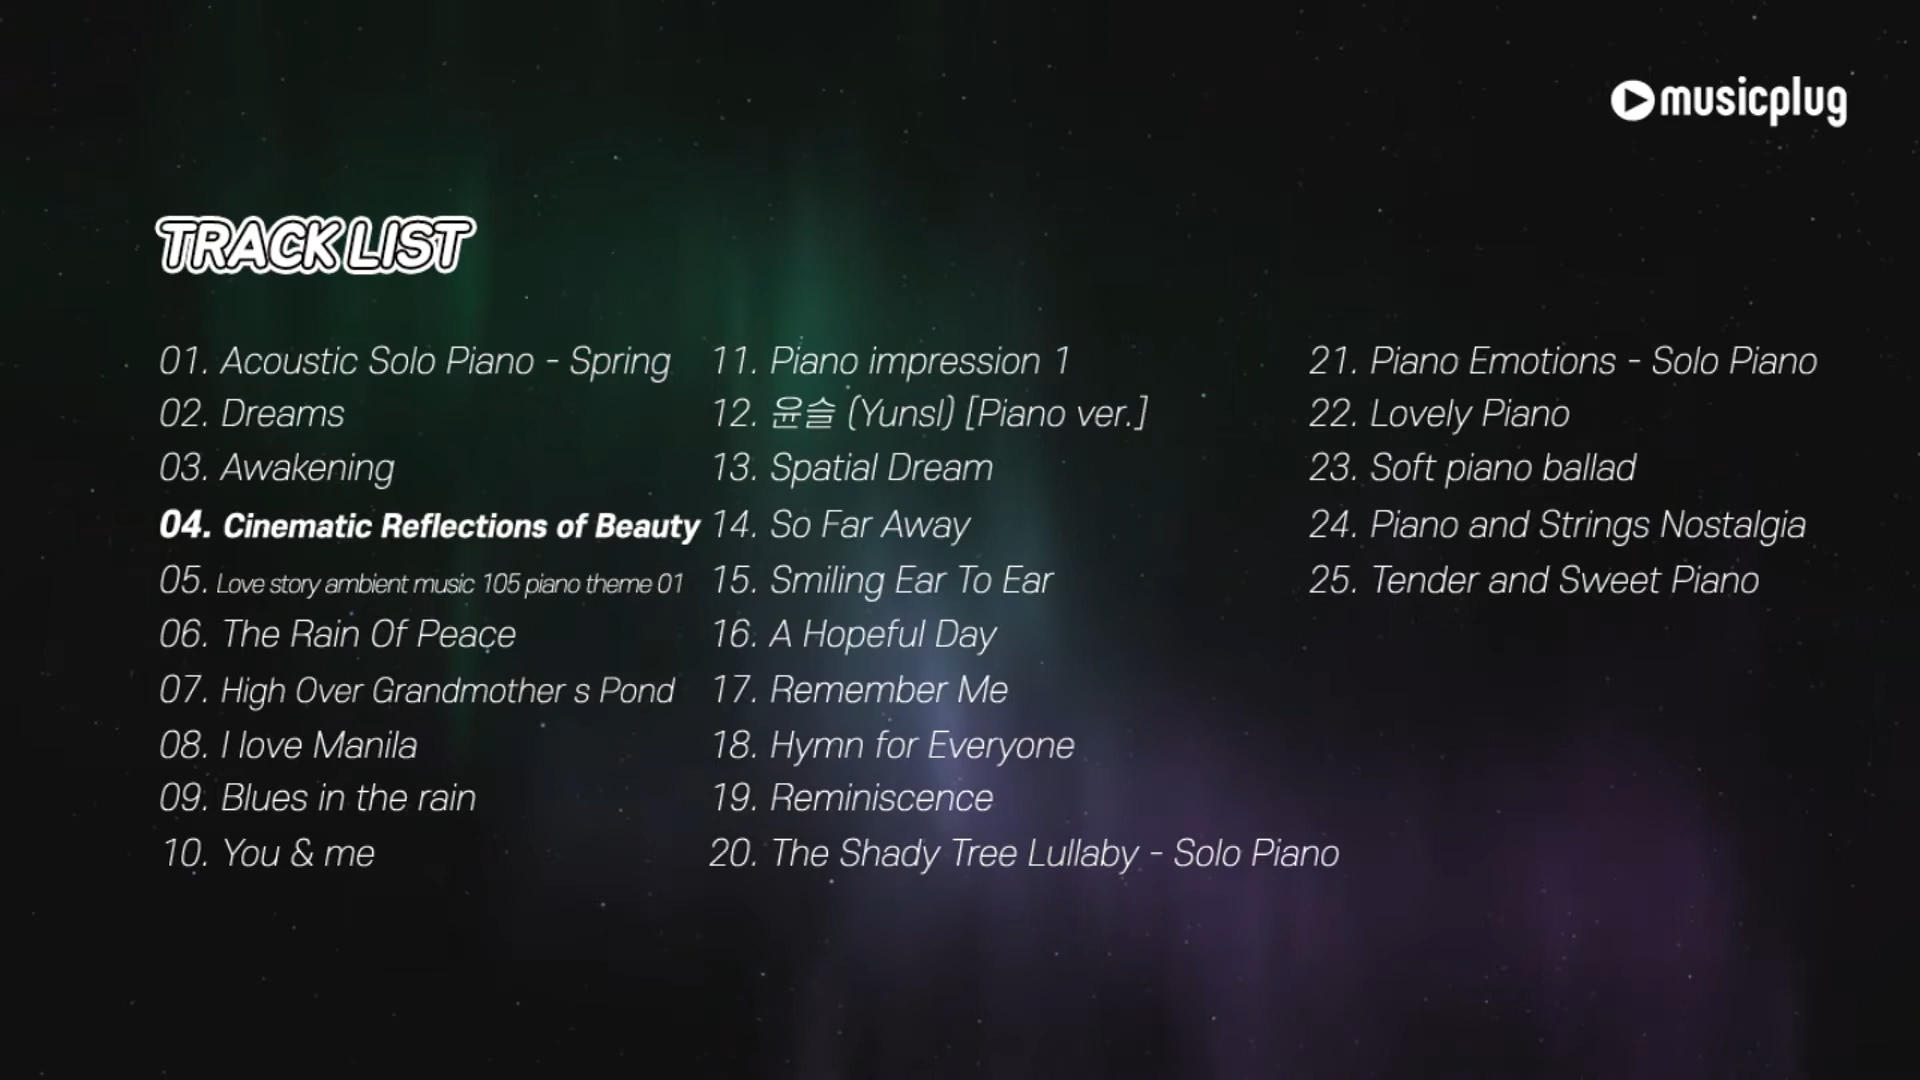 musicplug
TRACK LIST
01. Acoustic Solo Piano - Spring
02. Dreams
03. Awakening
04. Cinematic Reflections of Beauty
05. Love story ambient music 105 piano theme 01
06. The Rain Of Peace
07. High Over Grandmother s Pond
08. I love Manila
09. Blues in the rain
10. You & me
11. Piano impression 1
12. 윤슬 (Yunsl) [Piano ver.]
13. Spatial Dream
14. So Far Away
15. Smiling Ear To Ear
16. A Hopeful Day
17. Remember Me
18. Hymn for Everyone
19. Reminiscence
20. The Shady Tree Lullaby - Solo Piano
21. Piano Emotions - Solo Piano
22. Lovely Piano
23. Soft piano ballad
24. Piano and Strings Nostalgia
25. Tender and Sweet Piano